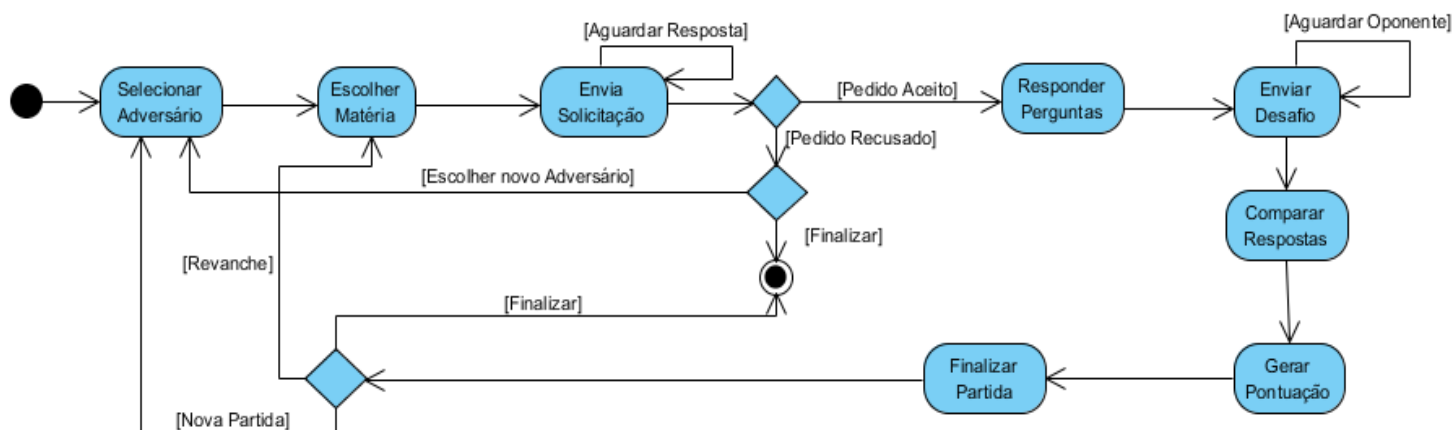 [Aguardar Resposta]
[Aguardar Oponente]
Selecionar
Adversário
Escolher
Matéria
Envia
Solicitação
[Pedido Aceito]
Responder
Perguntas
Enviar
Desafio
[Pedido Recusado]
[Escolher novo Adversário]
Comparar
Respostas
[Finalizar]
[Revanche]
[Finalizar]
Finalizar
Partida
Gerar
Pontuação
[Nova Partida]